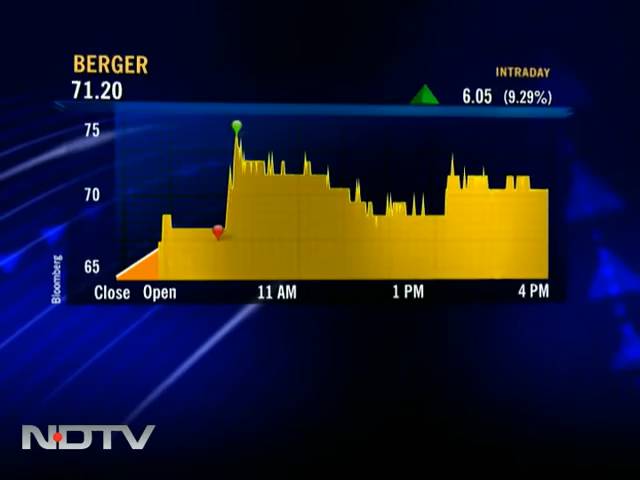 BERGER
71.20
INTRADAY
6.05 (9.29%)
75
70
65
Close Open 11 AM 1 PM 4 PM
Bloomberg
NDTV